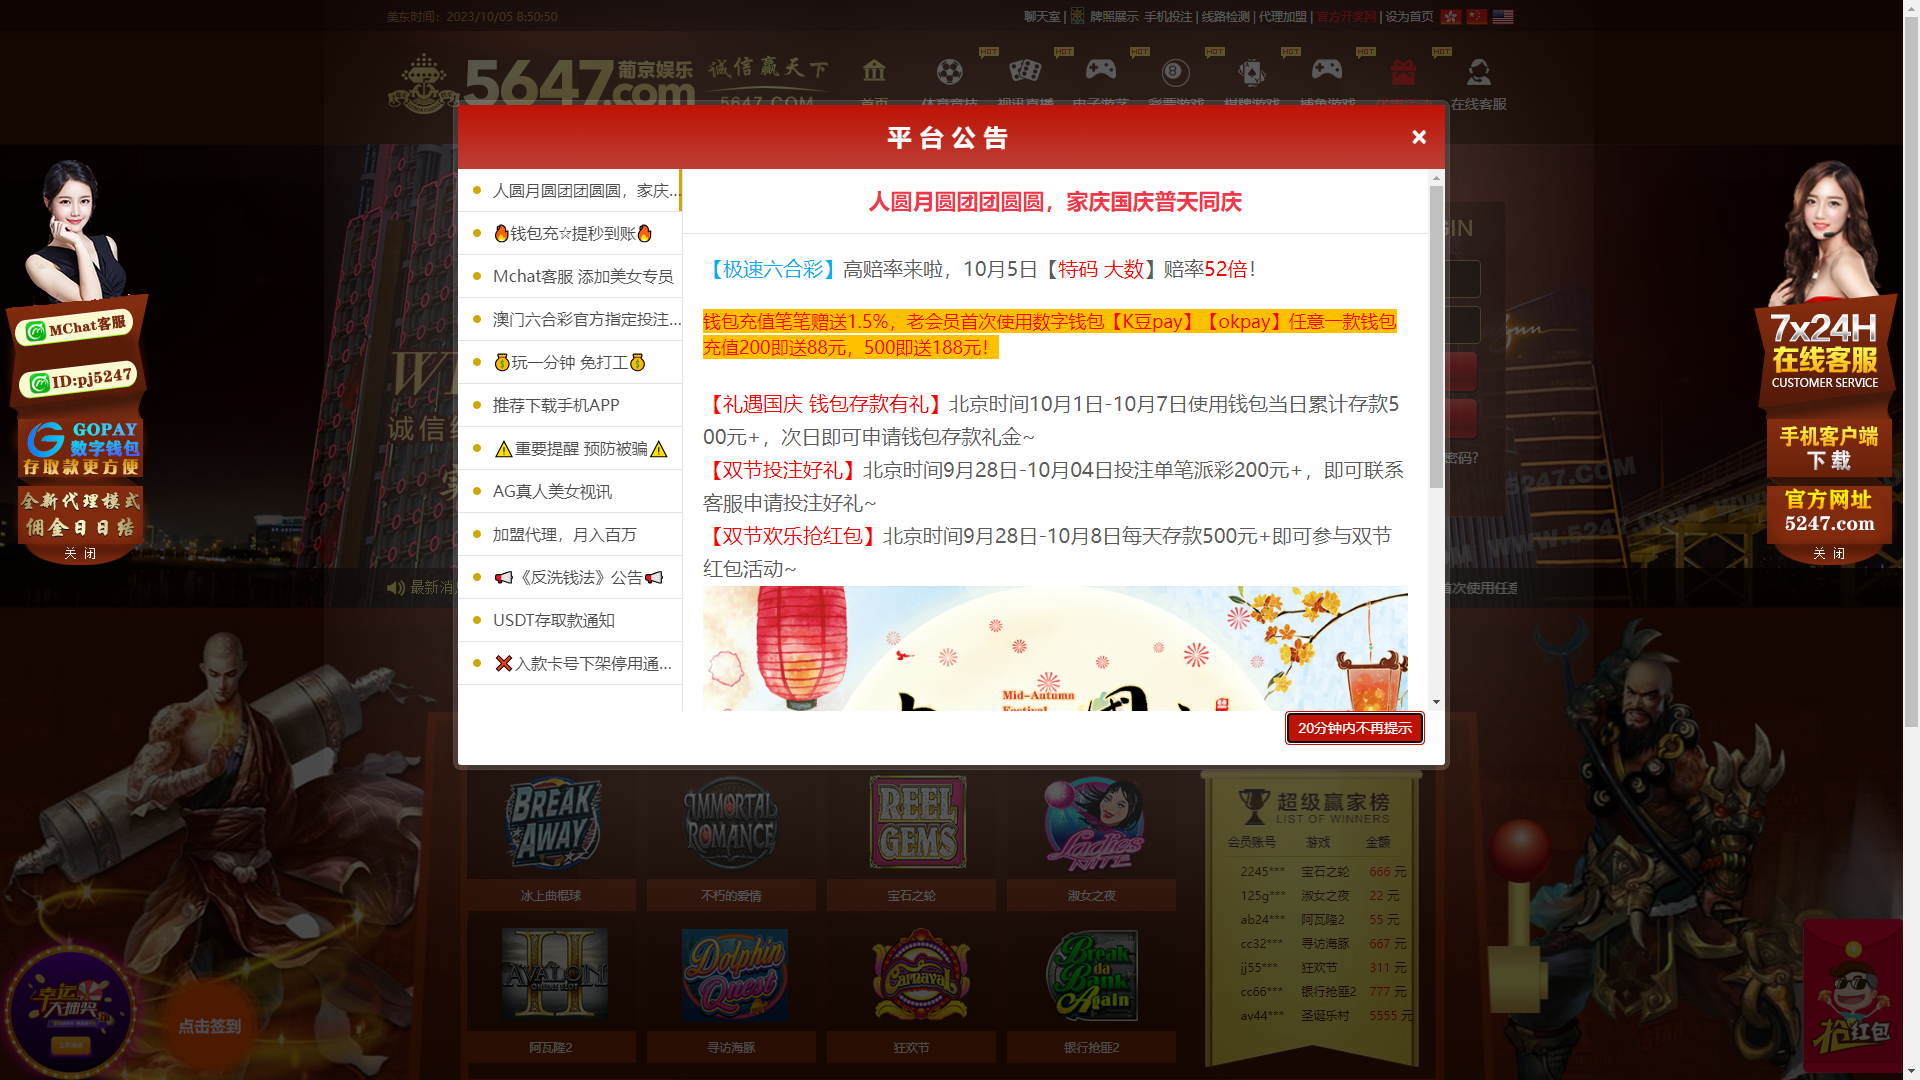 美东时间：2023/10/05 8:50:50
聊天室 | 牌照展示 手机投注 | 线路检测 | 代理加盟 | 官方开奖网 | 设为首页
5647.com 葡京娱乐 诚信赢天下
5647.COM
HOT HOT HOT HOT HOT HOT HOT
首页 体育竞技 视讯直播 电子游艺 彩票游戏 棋牌游戏 捕鱼游戏 在线客服
平台公告
人圆月圆团团圆圆，家庆...
🔥钱包充☆提秒到账🔥
Mchat客服 添加美女专员
澳门六合彩官方指定投注...
💰玩一分钟 免打工💰
推荐下载手机APP
⚠重要提醒 预防被骗⚠
AG真人美女视讯
加盟代理，月入百万
📢《反洗钱法》公告📢
USDT存取款通知
❌入款卡号下架停用通...
人圆月圆团团圆圆，家庆国庆普天同庆
【极速六合彩】高赔率来啦，10月5日【特码 大数】赔率52倍！
钱包充值笔笔赠送1.5%，老会员首次使用数字钱包【K豆pay】【okpay】任意一款钱包
充值200即送88元，500即送188元！
【礼遇国庆 钱包存款有礼】北京时间10月1日-10月7日使用钱包当日累计存款5
00元+，次日即可申请钱包存款礼金~
【双节投注好礼】北京时间9月28日-10月04日投注单笔派彩200元+，即可联系
客服申请投注好礼~
【双节欢乐抢红包】北京时间9月28日-10月8日每天存款500元+即可参与双节
红包活动~
Mid-Autumn
Festival
20分钟内不再提示
MChat客服
ID:pj5247
GOPAY
数字钱包
存取款更方便
全新代理模式
佣金日日结
关 闭
7x24H
在线客服
CUSTOMER SERVICE
手机客户端
下载
官方网址
5247.com
关 闭
密码?
最新消
首次使用任意
BREAK AWAY
IMMORTAL ROMANCE
REEL GEMS
Ladies NITE
冰上曲棍球
不朽的爱情
宝石之轮
淑女之夜
AVALON II
Dolphin Quest
Carnaval
Break da Bank Again
阿瓦隆2
寻访海豚
狂欢节
银行抢匪2
超级赢家榜
LIST OF WINNERS
会员账号 游戏 金额
2245*** 宝石之轮 666 元
125g*** 淑女之夜 22 元
ab24*** 阿瓦隆2 55 元
cc32*** 寻访海豚 667 元
jj55*** 狂欢节 311 元
cc66*** 银行抢匪2 777 元
av44*** 圣诞乐村 5555 元
幸运
大抽奖
点击签到
抢红包